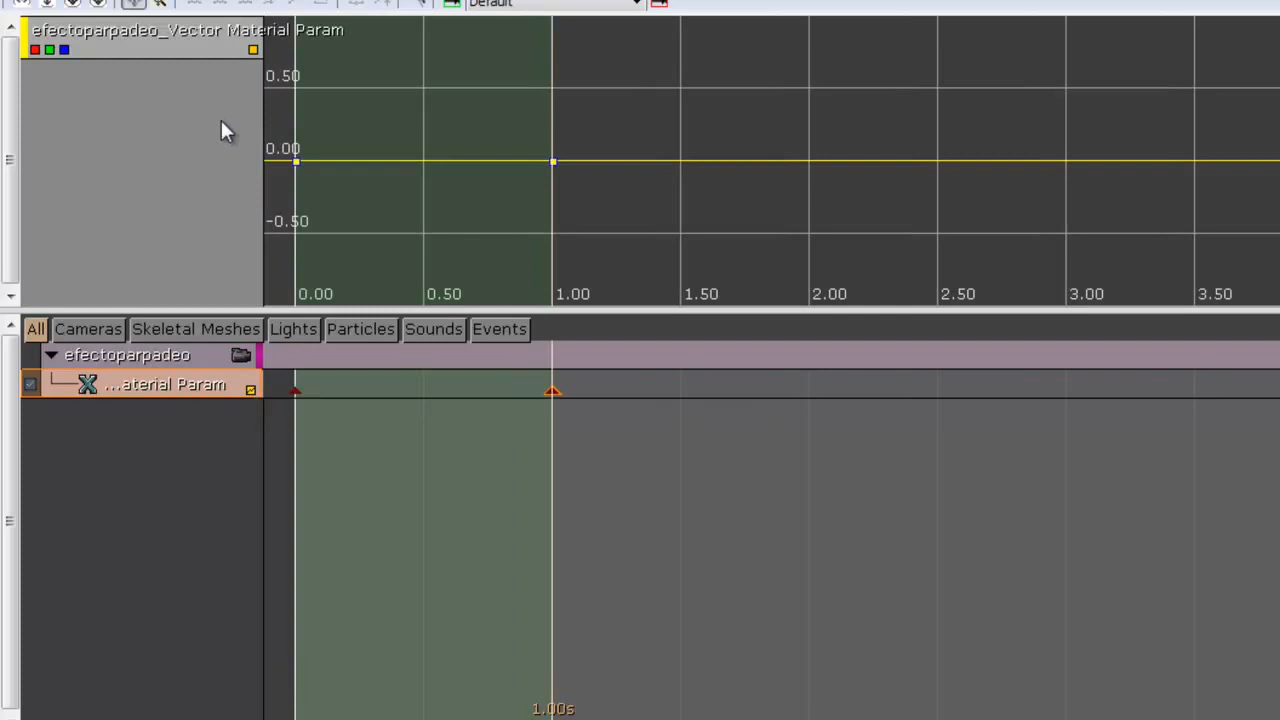 Default
efectoparpadeo_Vector Material Param
0.50
0.00
-0.50
0.00 0.50 1.00 1.50 2.00 2.50 3.00 3.50
All Cameras Skeletal Meshes Lights Particles Sounds Events
efectoparpadeo
...aterial Param
1.00s